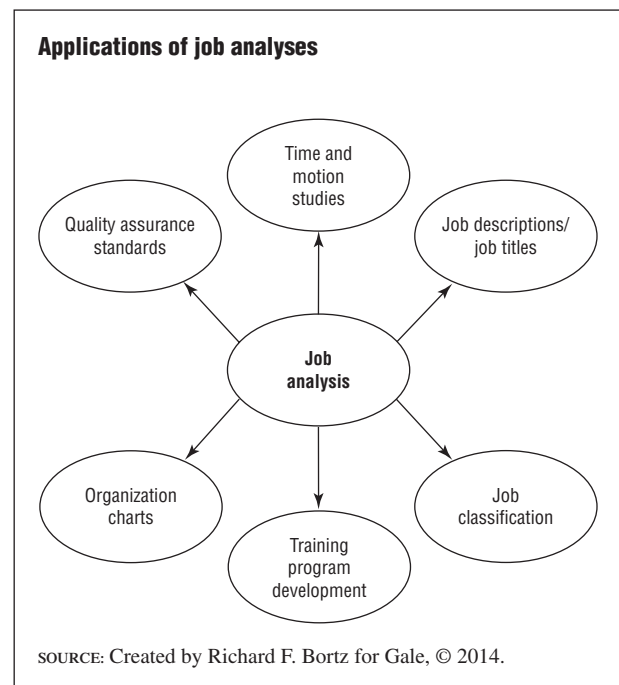 Applications of job analyses
Time and
motion
studies
Quality assurance
standards
Job descriptions/
job titles
Job
analysis
Organization
charts
Job
classification
Training
program
development
SOURCE: Created by Richard F. Bortz for Gale, © 2014.